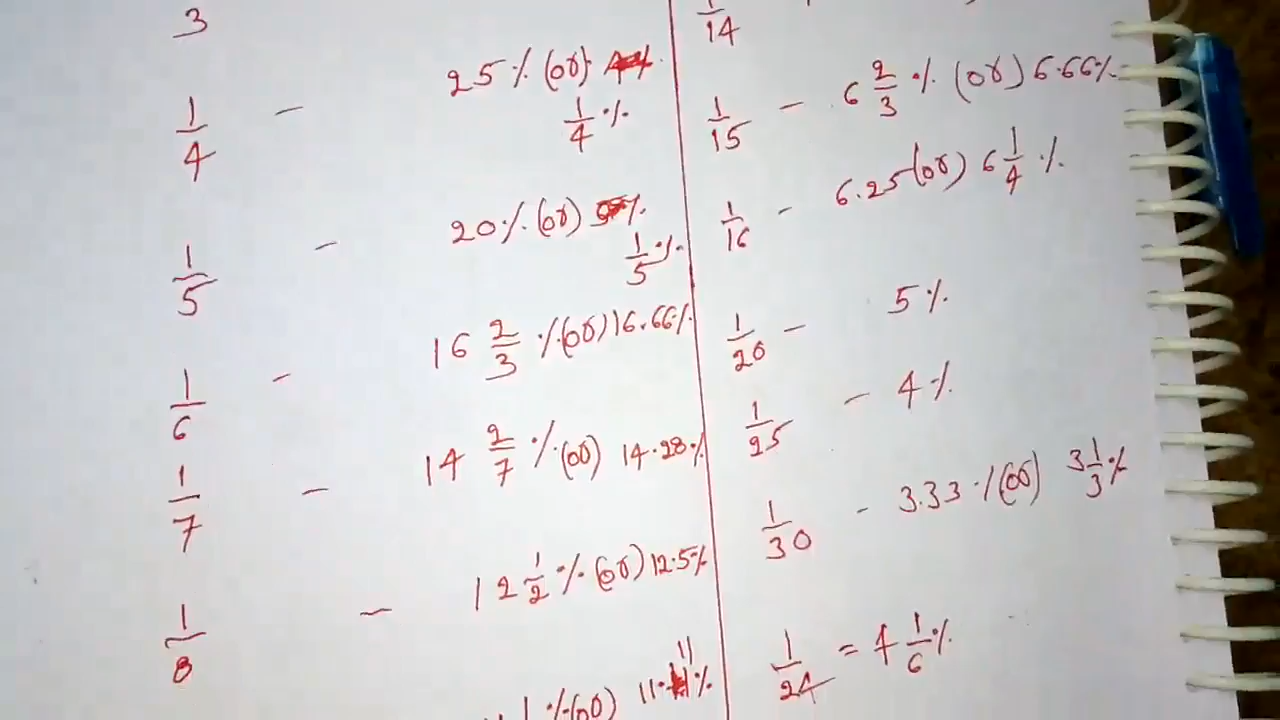 3
1/4 - 25% (or)
1/4 %
1/5 - 20% (or)
1/5 %
1/6 - 16 2/3 % (or) 16.66%
1/7 - 14 2/7 % (or) 14.28%
1/8 - 12 1/2 % (or) 12.5%
1 % (or) 11.11%
14
1/15 - 6 2/3 % (or) 6.66%
1/16 - 6.25 (or) 6 1/4 %
1/20 - 5%
1/25 - 4%
1/30 - 3.33% (or) 3 1/3 %
1/24 = 4 1/6 %